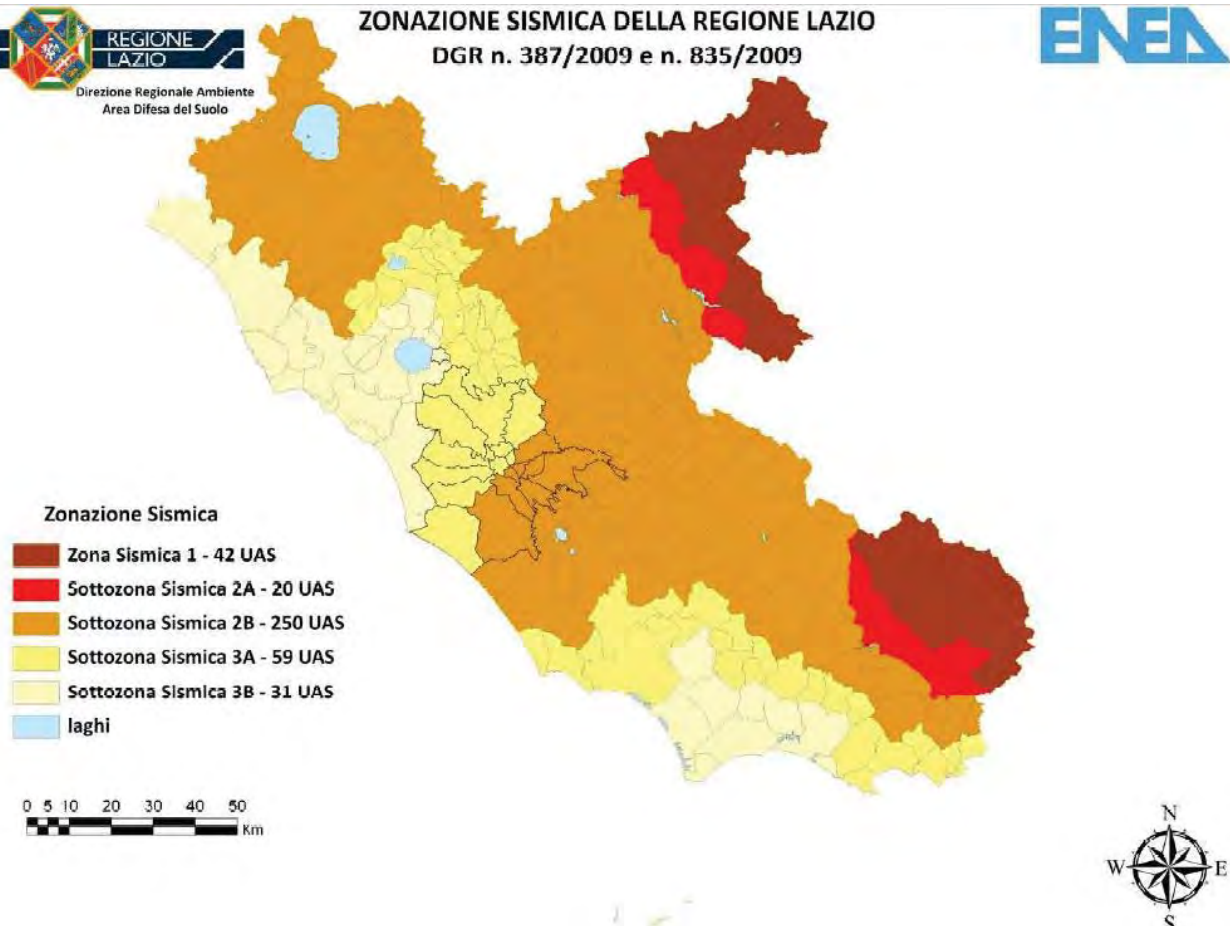 ZONAZIONE SISMICA DELLA REGIONE LAZIO
DGR n. 387/2009 e n. 835/2009
REGIONE
LAZIO
Direzione Regionale Ambiente
Area Difesa del Suolo
ENEA
Zonazione Sismica
Zona Sismica 1 - 42 UAS
Sottozona Sismica 2A - 20 UAS
Sottozona Sismica 2B - 250 UAS
Sottozona Sismica 3A - 59 UAS
Sottozona Sismica 3B - 31 UAS
laghi
0 5 10 20 30 40 50
Km
N
W E
S